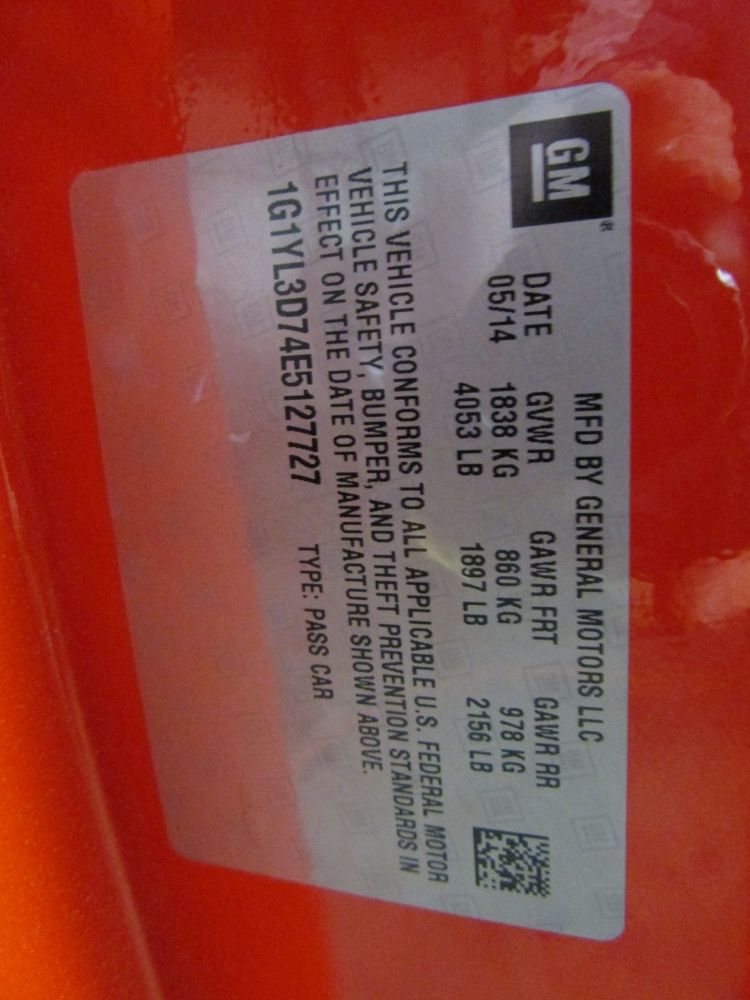 GM
MFD BY GENERAL MOTORS LLC
DATE GVWR GAWR FRT GAWR RR
05/14 1838 KG 860 KG 978 KG
4053 LB 1897 LB 2156 LB
THIS VEHICLE CONFORMS TO ALL APPLICABLE U.S. FEDERAL MOTOR
VEHICLE SAFETY, BUMPER, AND THEFT PREVENTION STANDARDS IN
EFFECT ON THE DATE OF MANUFACTURE SHOWN ABOVE.
1G1YL3D74E5127727 TYPE: PASS CAR